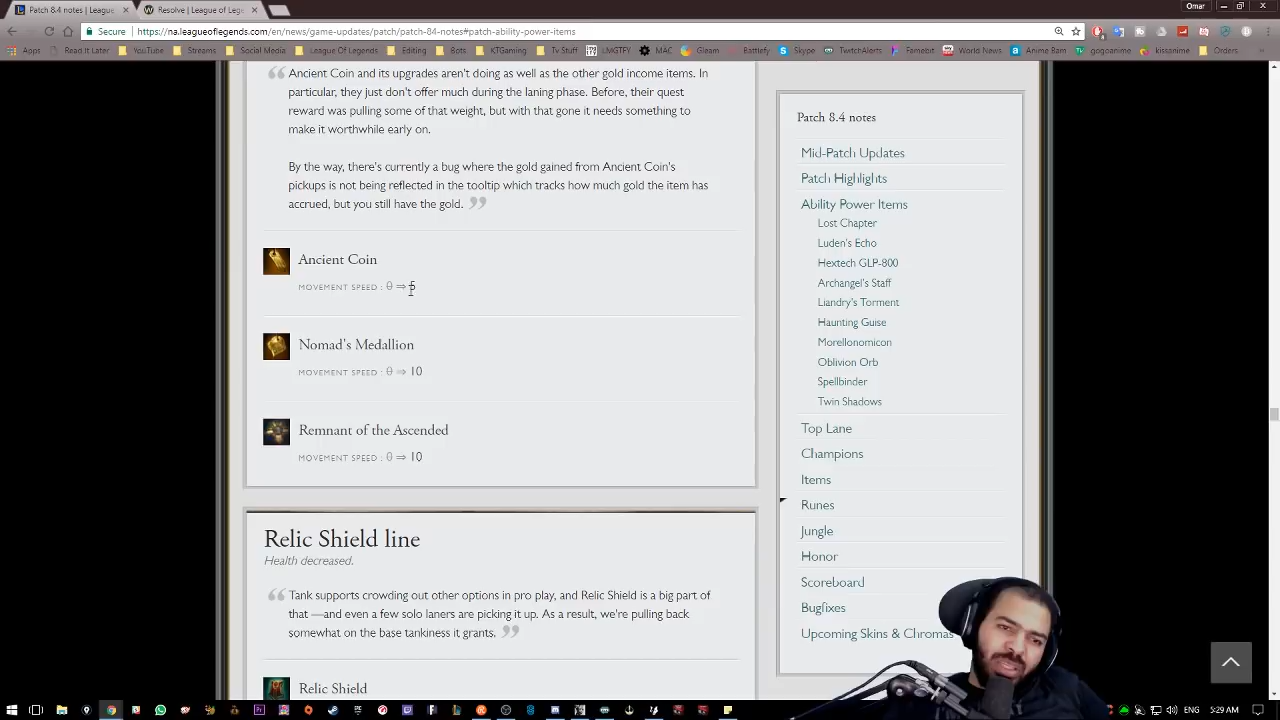 Patch 8.4 notes | League
Resolve | League of Lege
Omar
Secure
https://na.leagueoflegends.com/en/news/game-updates/patch/patch-84-notes#patch-ability-power-items
Apps
Read It Later
YouTube
Streams
Social Media
League Of Legends
Editing
Bots
KTGaming
Tv Stuff
LMGTFY
MAC
Gleam
Battlefy
Skype
TwitchAlerts
Famebit
World News
Anime Bam
gogoanime
kissanime
Orders
Ancient Coin and its upgrades aren't doing as well as the other gold income items. In
particular, they just don't offer much during the laning phase. Before, their quest
reward was pulling some of that weight, but with that gone it needs something to
make it worthwhile early on.
By the way, there's currently a bug where the gold gained from Ancient Coin's
pickups is not being reflected in the tooltip which tracks how much gold the item has
accrued, but you still have the gold.
Ancient Coin
MOVEMENT SPEED : 0 ⇒ 5
Nomad's Medallion
MOVEMENT SPEED : 0 ⇒ 10
Remnant of the Ascended
MOVEMENT SPEED : 0 ⇒ 10
Relic Shield line
Health decreased.
Tank supports crowding out other options in pro play, and Relic Shield is a big part of
that —and even a few solo laners are picking it up. As a result, we're pulling back
somewhat on the base tankiness it grants.
Relic Shield
Patch 8.4 notes
Mid-Patch Updates
Patch Highlights
Ability Power Items
Lost Chapter
Luden's Echo
Hextech GLP-800
Archangel's Staff
Liandry's Torment
Haunting Guise
Morellonomicon
Oblivion Orb
Spellbinder
Twin Shadows
Top Lane
Champions
Items
Runes
Jungle
Honor
Scoreboard
Bugfixes
Upcoming Skins & Chromas
ENG
5:29 AM